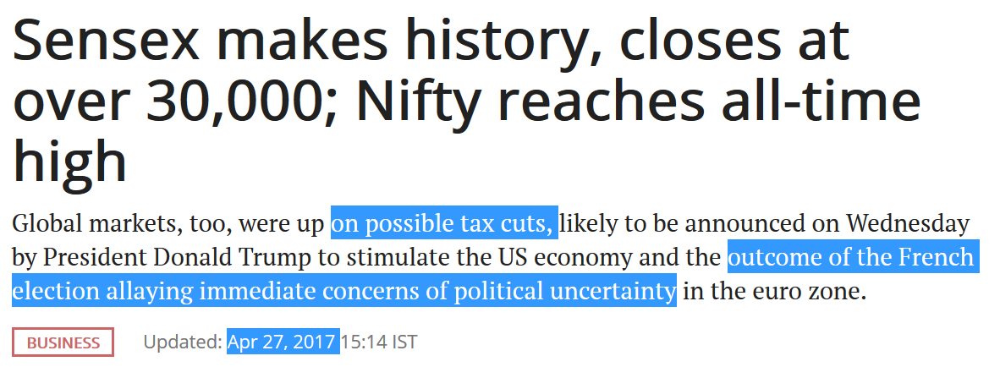 Sensex makes history, closes at
over 30,000; Nifty reaches all-time
high
Global markets, too, were up on possible tax cuts, likely to be announced on Wednesday
by President Donald Trump to stimulate the US economy and the outcome of the French
election allaying immediate concerns of political uncertainty in the euro zone.
BUSINESS Updated: Apr 27, 2017 15:14 IST